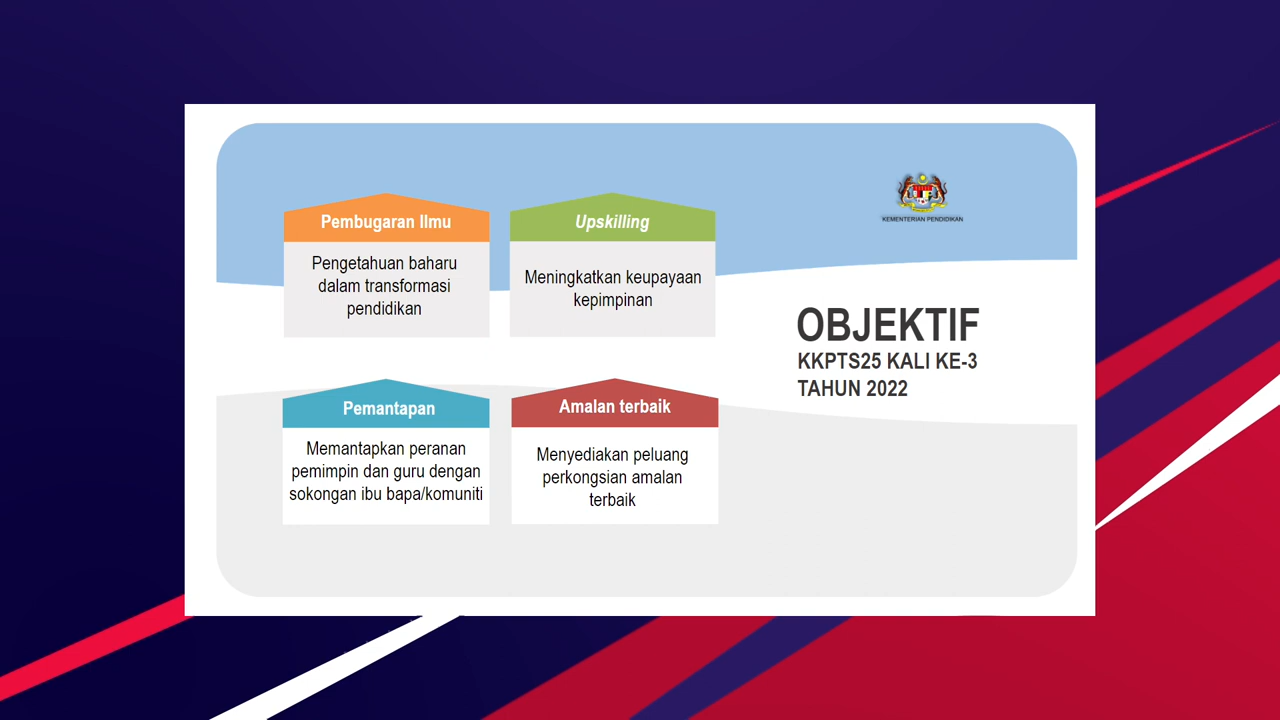 KEMENTERIAN PENDIDIKAN
Pembugaran Ilmu
Pengetahuan baharu
dalam transformasi
pendidikan
Upskilling
Meningkatkan keupayaan
kepimpinan
OBJEKTIF
KKPTS25 KALI KE-3
TAHUN 2022
Pemantapan
Memantapkan peranan
pemimpin dan guru dengan
sokongan ibu bapa/komuniti
Amalan terbaik
Menyediakan peluang
perkongsian amalan
terbaik